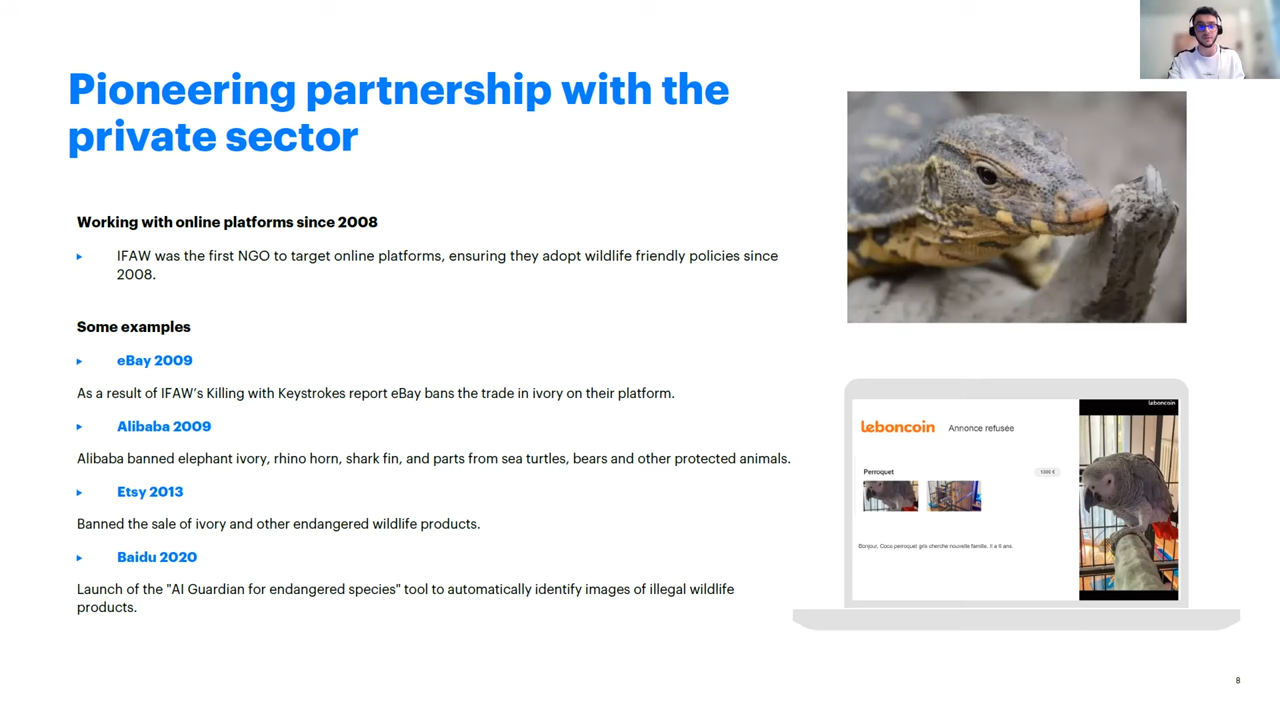 Pioneering partnership with the
private sector
Working with online platforms since 2008
IFAW was the first NGO to target online platforms, ensuring they adopt wildlife friendly policies since
2008.
Some examples
eBay 2009
As a result of IFAW's Killing with Keystrokes report eBay bans the trade in ivory on their platform.
Alibaba 2009
Alibaba banned elephant ivory, rhino horn, shark fin, and parts from sea turtles, bears and other protected animals.
Etsy 2013
Banned the sale of ivory and other endangered wildlife products.
Baidu 2020
Launch of the "AI Guardian for endangered species" tool to automatically identify images of illegal wildlife
products.
leboncoin
leboncoin Annonce refusée
Perroquet
1300 €
Bonjour, Coco perroquet gris cherche nouvelle famille. Il a 6 ans.
8